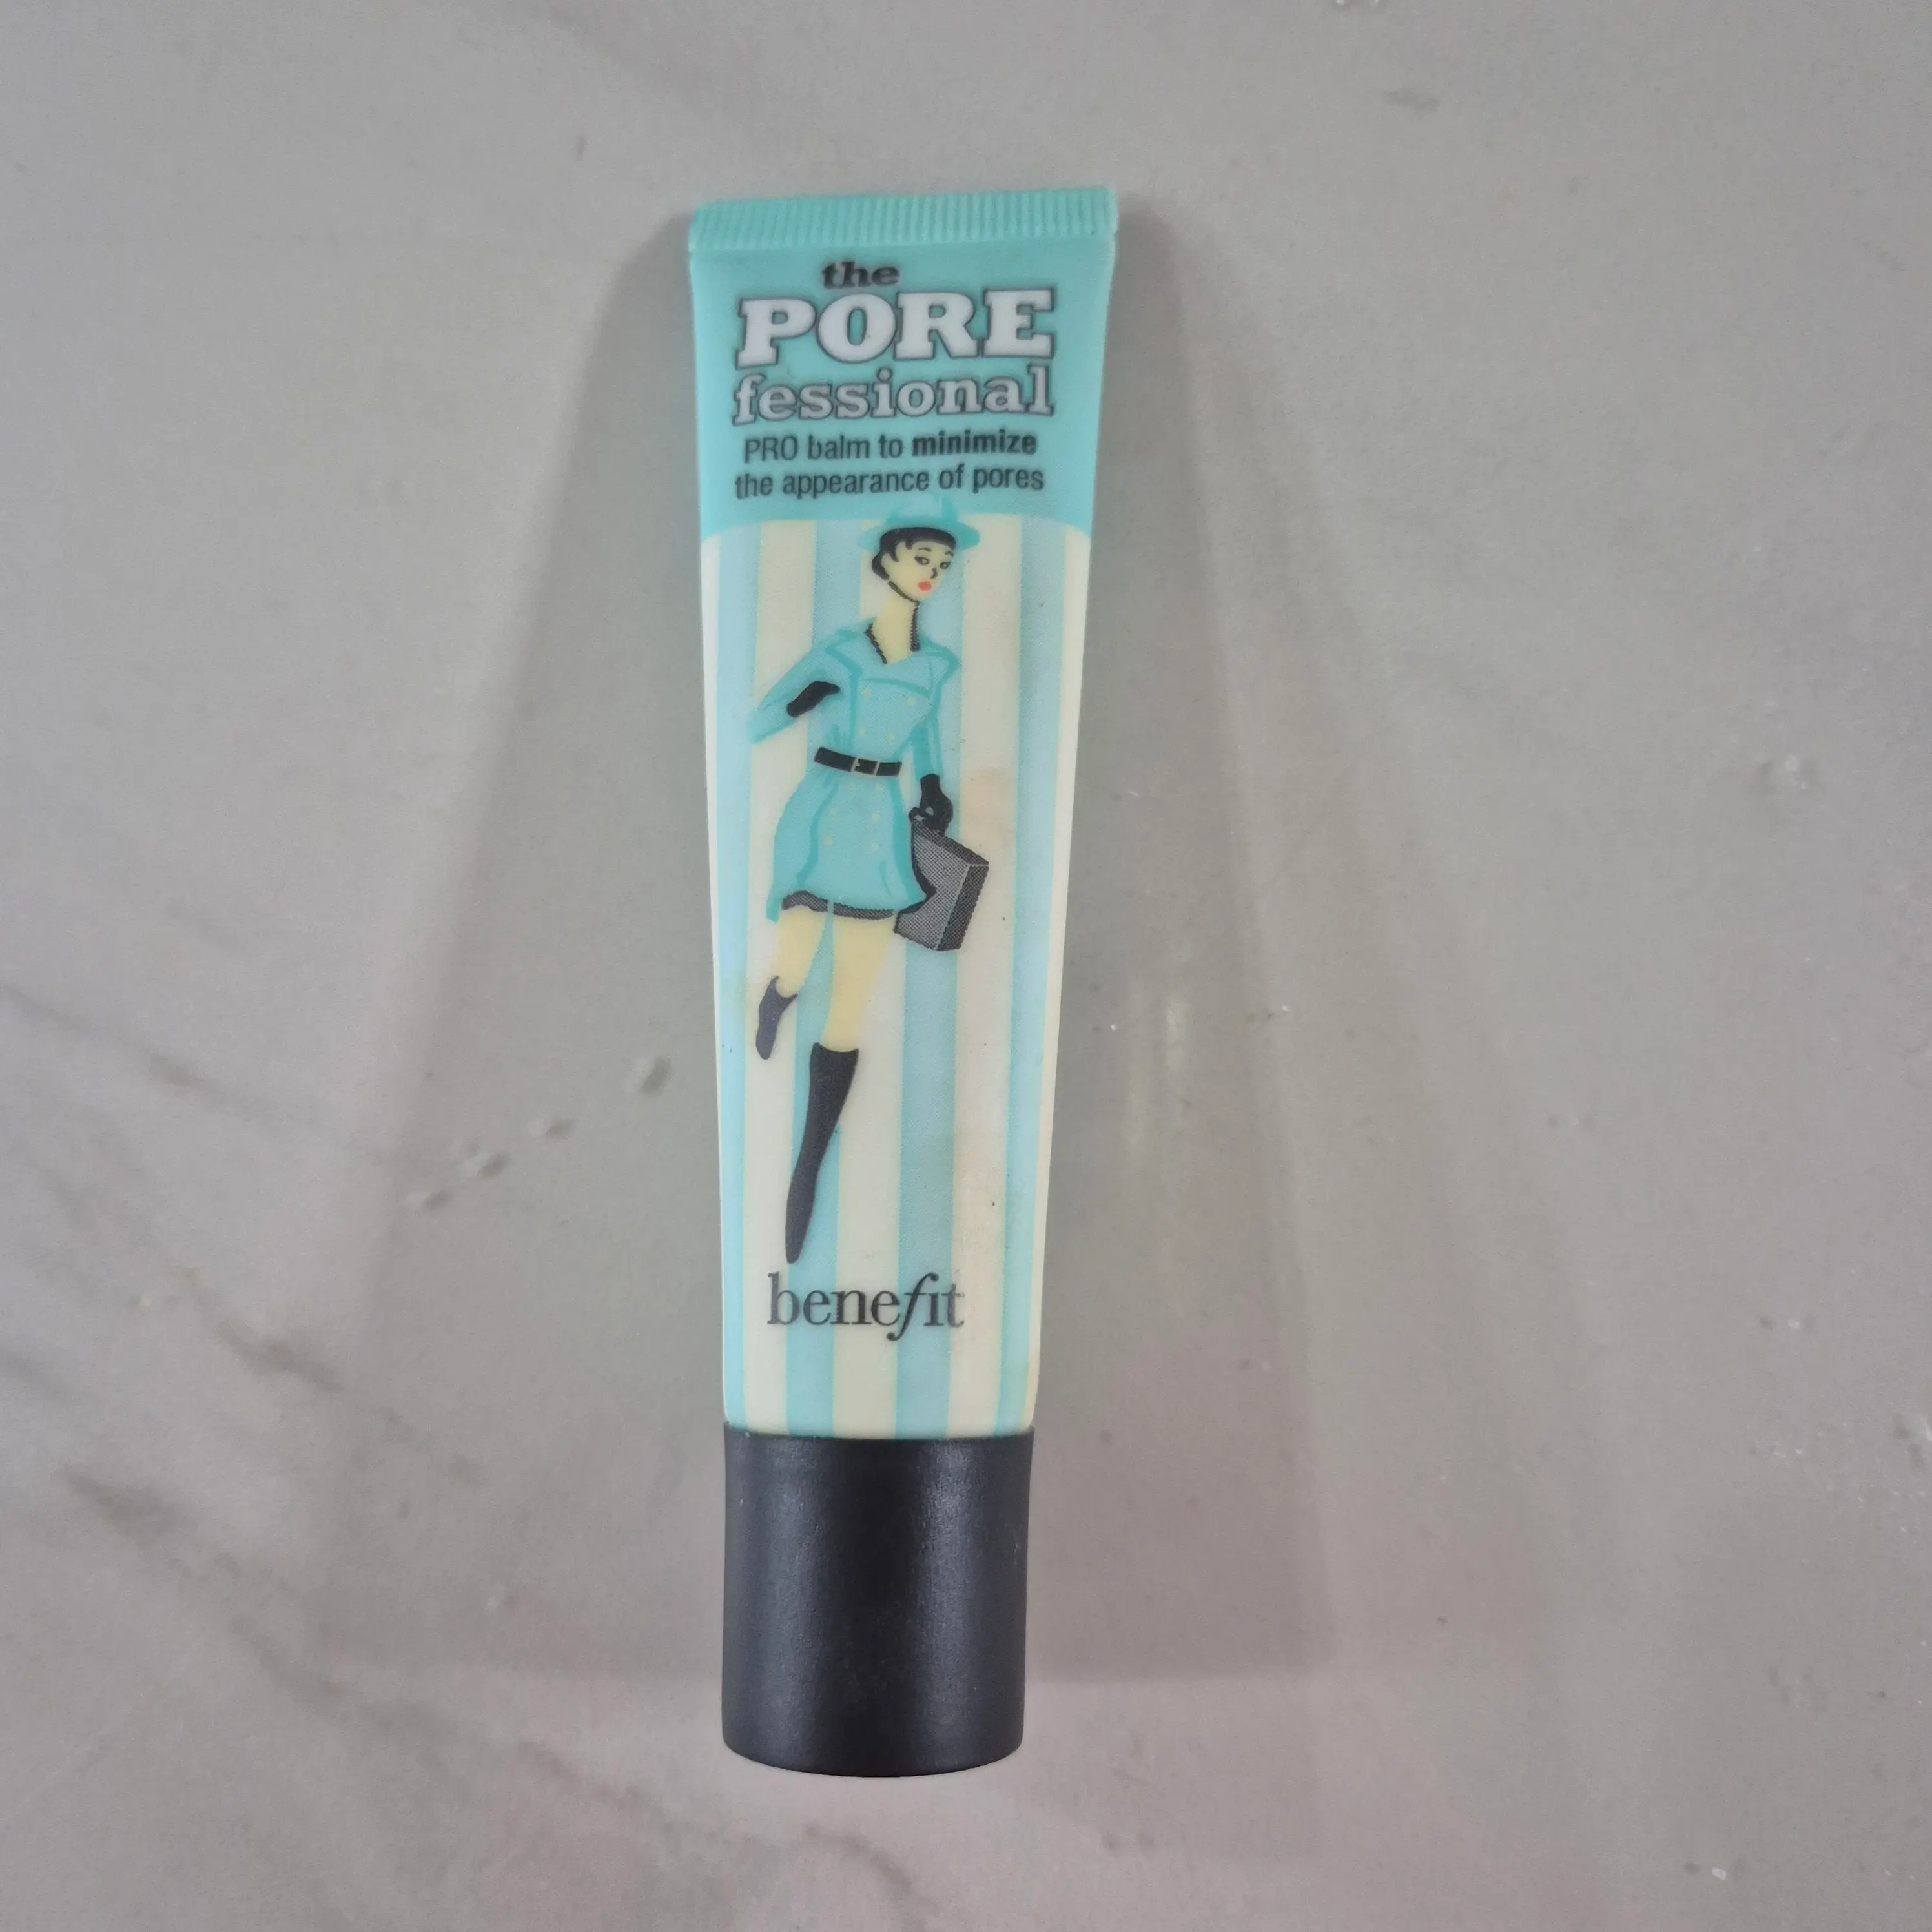 the
PORE
fessional
PRO balm to minimize
the appearance of pores
benefit